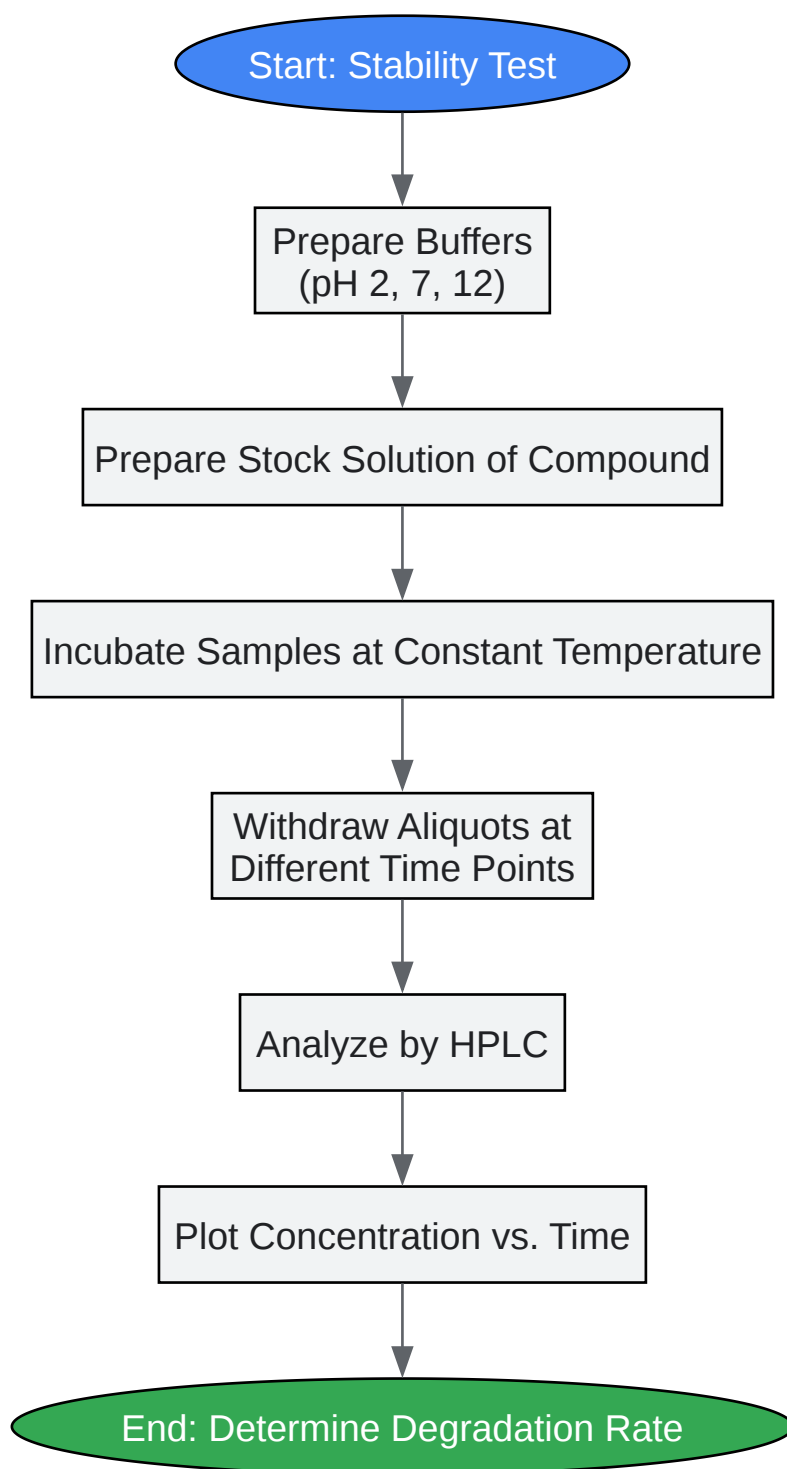 Start: Stability Test
Prepare Buffers
(pH 2, 7, 12)
Prepare Stock Solution of Compound
Incubate Samples at Constant Temperature
Withdraw Aliquots at
Different Time Points
Analyze by HPLC
Plot Concentration vs. Time
End: Determine Degradation Rate